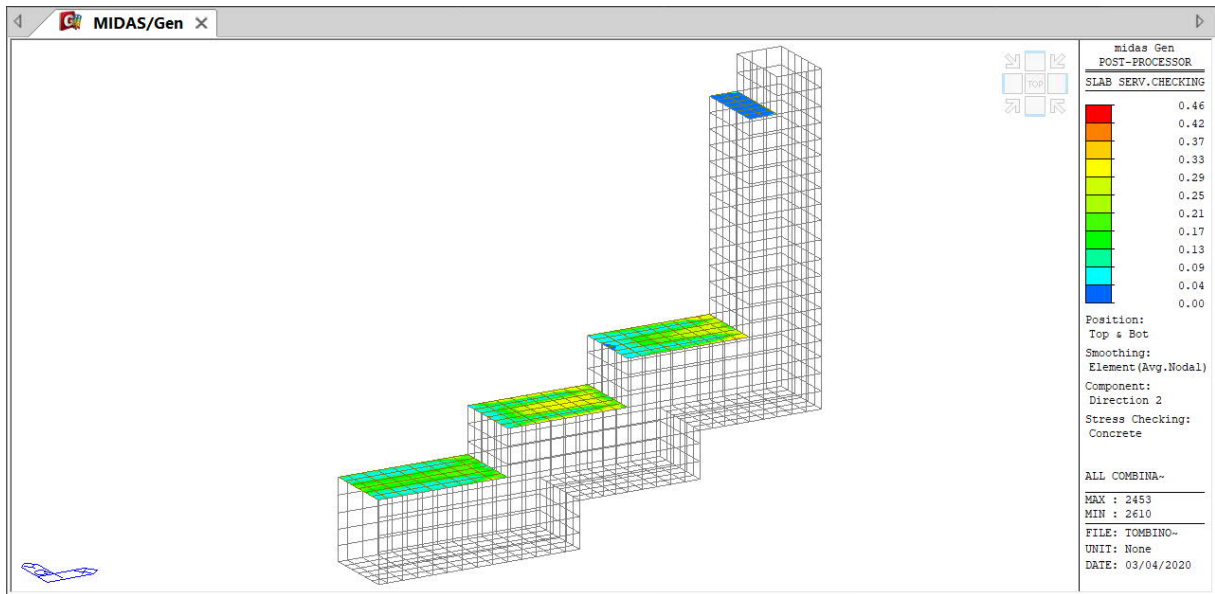 MIDAS/Gen
TOP
midas Gen
POST-PROCESSOR
SLAB SERV.CHECKING
0.46
0.42
0.37
0.33
0.29
0.25
0.21
0.17
0.13
0.09
0.04
0.00
Position:
Top & Bot
Smoothing:
Element(Avg.Nodal)
Component:
Direction 2
Stress Checking:
Concrete
ALL COMBINA~
MAX : 2453
MIN : 2610
FILE: TOMBINO~
UNIT: None
DATE: 03/04/2020